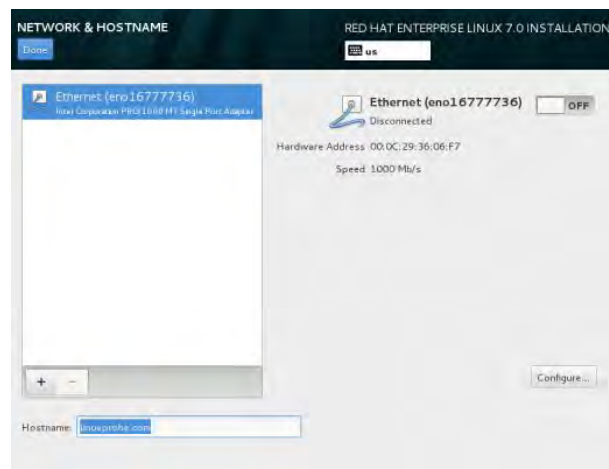 NETWORK & HOSTNAME
Done
RED HAT ENTERPRISE LINUX 7.0 INSTALLATION
us
Ethernet (eno16777736)
Intel Corporation PRO/1000 MT Single Port Adapter
Ethernet (eno16777736)
Disconnected
OFF
Hardware Address 00:0C:29:36:06:F7
Speed 1000 Mb/s
+ -
Configure...
Hostname: linuxprobe.com